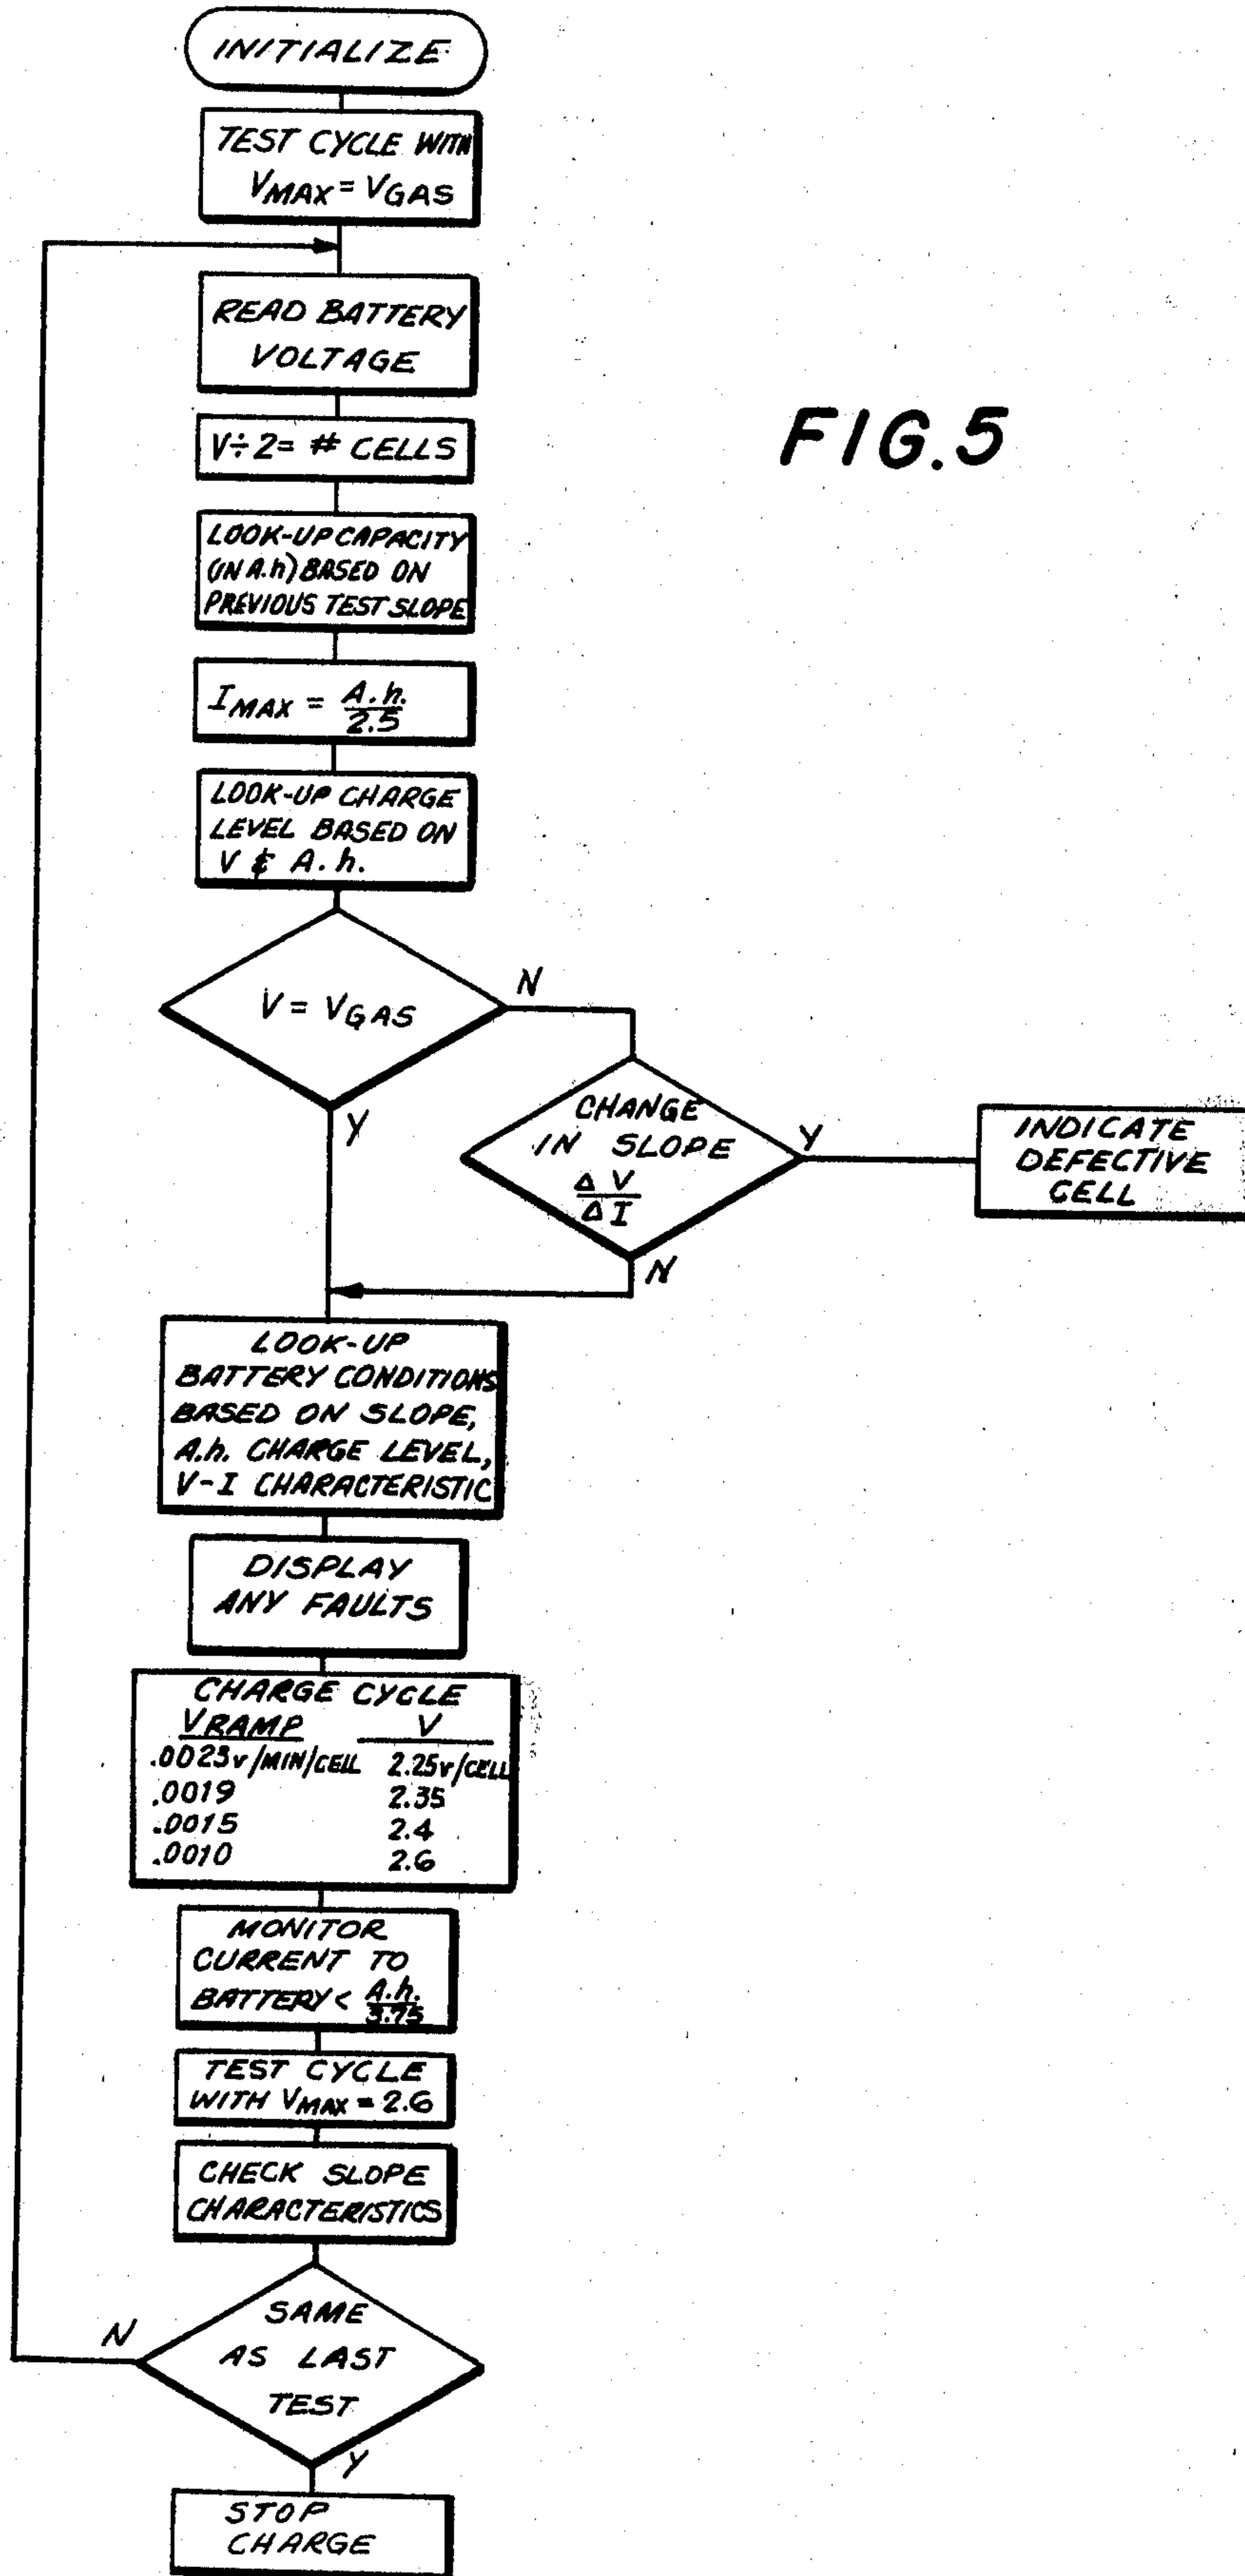 INITIALIZE
TEST CYCLE WITH
VMAX = VGAS
READ BATTERY
VOLTAGE
FIG.5
V÷2= # CELLS
LOOK-UP CAPACITY
(IN A.h) BASED ON
PREVIOUS TEST SLOPE
IMAX = A.h.
2.5
LOOK-UP CHARGE
LEVEL BASED ON
V & A.h.
V = VGAS
N
Y
CHANGE
IN SLOPE
Δ V
Δ I
Y
N
INDICATE
DEFECTIVE
CELL
LOOK-UP
BATTERY CONDITIONS
BASED ON SLOPE,
A.h. CHARGE LEVEL,
V-I CHARACTERISTIC
DISPLAY
ANY FAULTS
CHARGE CYCLE
VRAMP V
.0023v/MIN/CELL 2.25v/CELL
.0019 2.35
.0015 2.4
.0010 2.6
MONITOR
CURRENT TO
BATTERY < A.h.
3.75
TEST CYCLE
WITH VMAX = 2.6
CHECK SLOPE
CHARACTERISTICS
SAME
AS LAST
TEST
N
Y
STOP
CHARGE